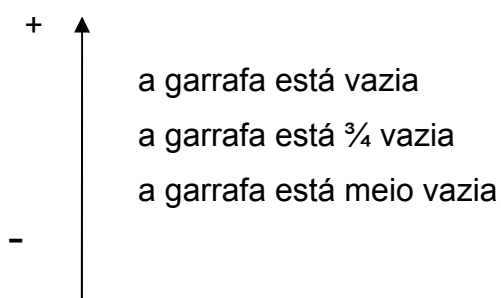 +
a garrafa está vazia
a garrafa está ¾ vazia
a garrafa está meio vazia
-